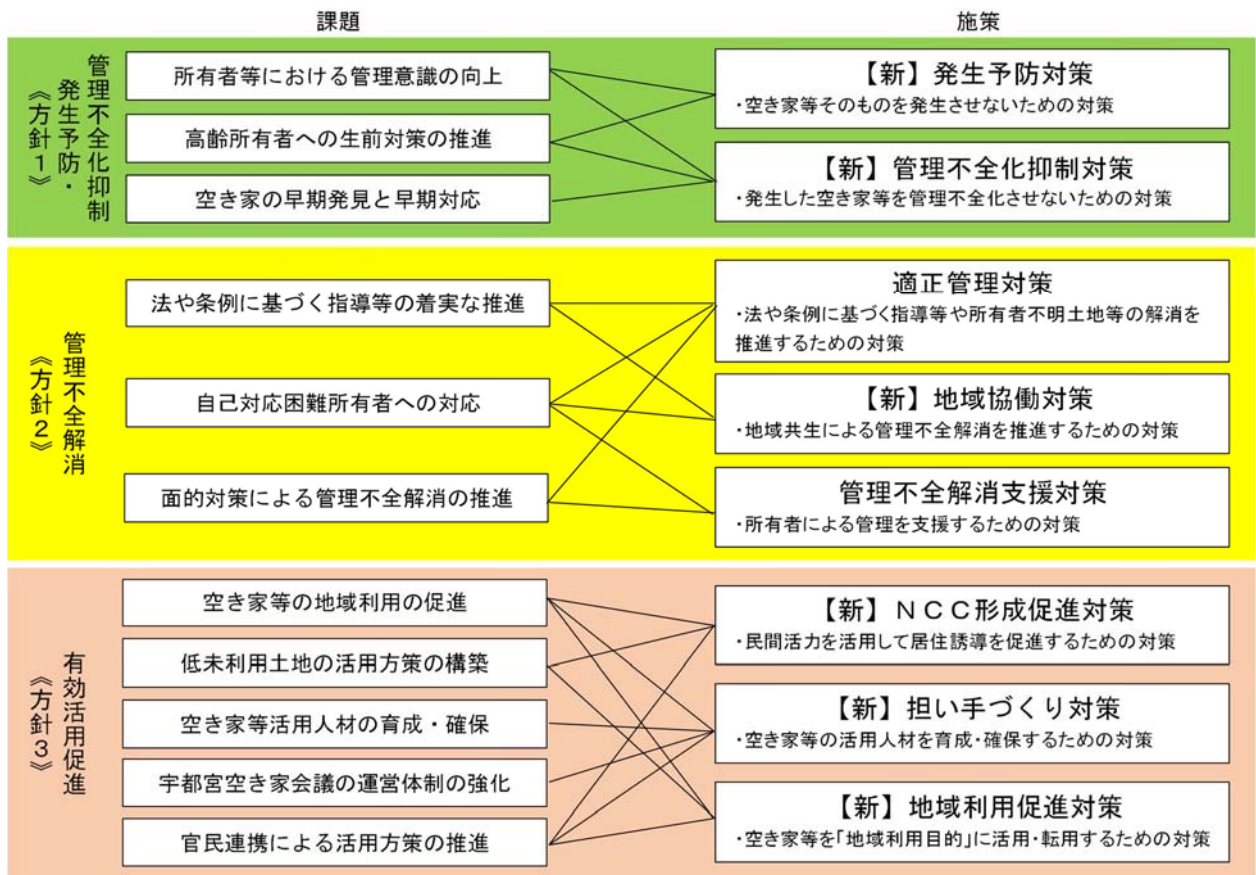 課題
施策
管理不全化抑制
発生予防・
《方針1》
所有者等における管理意識の向上
高齢所有者への生前対策の推進
空き家の早期発見と早期対応
【新】発生予防対策
・空き家等そのものを発生させないための対策
【新】管理不全化抑制対策
・発生した空き家等を管理不全化させないための対策
管理不全解消
《方針2》
法や条例に基づく指導等の着実な推進
自己対応困難所有者への対応
面的対策による管理不全解消の推進
適正管理対策
・法や条例に基づく指導等や所有者不明土地等の解消を
推進するための対策
【新】地域協働対策
・地域共生による管理不全解消を推進するための対策
管理不全解消支援対策
・所有者による管理を支援するための対策
有効活用促進
《方針3》
空き家等の地域利用の促進
低未利用土地の活用方策の構築
空き家等活用人材の育成・確保
宇都宮空き家会議の運営体制の強化
官民連携による活用方策の推進
【新】NCC形成促進対策
・民間活力を活用して居住誘導を促進するための対策
【新】担い手づくり対策
・空き家等の活用人材を育成・確保するための対策
【新】地域利用促進対策
・空き家等を「地域利用目的」に活用・転用するための対策